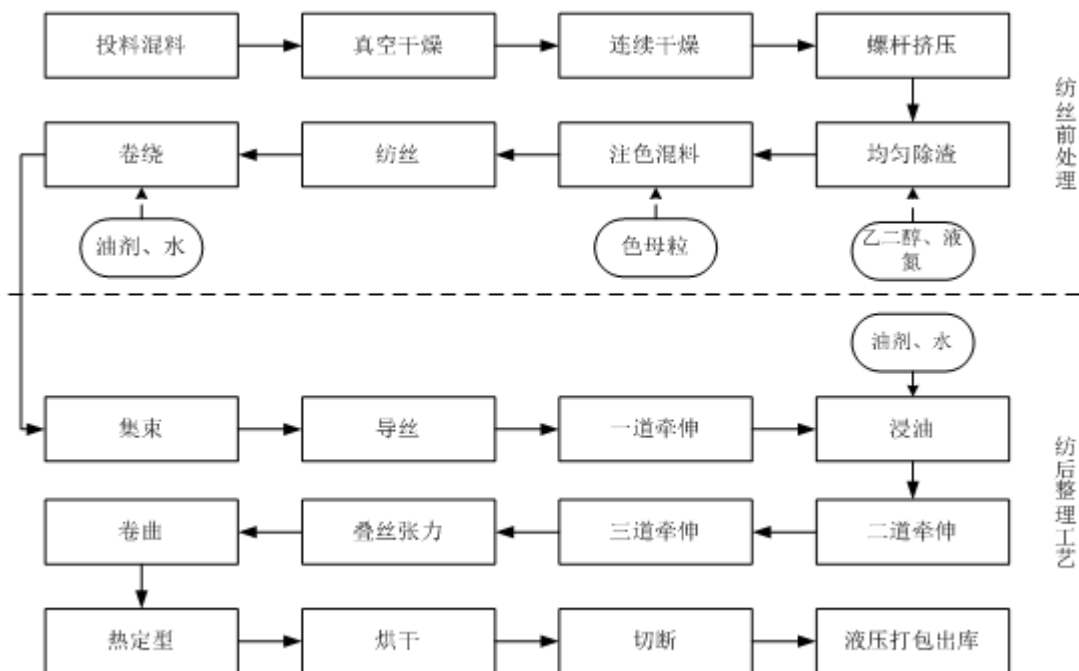 投料混料
真空干燥
连续干燥
螺杆挤压
卷绕
纺丝
注色混料
均匀除渣
油剂、水
色母粒
乙二醇、液
氮
纺丝前处理
油剂、水
集束
导丝
一道牵伸
浸油
卷曲
叠丝张力
三道牵伸
二道牵伸
热定型
烘干
切断
液压打包出库
纺后整理工艺